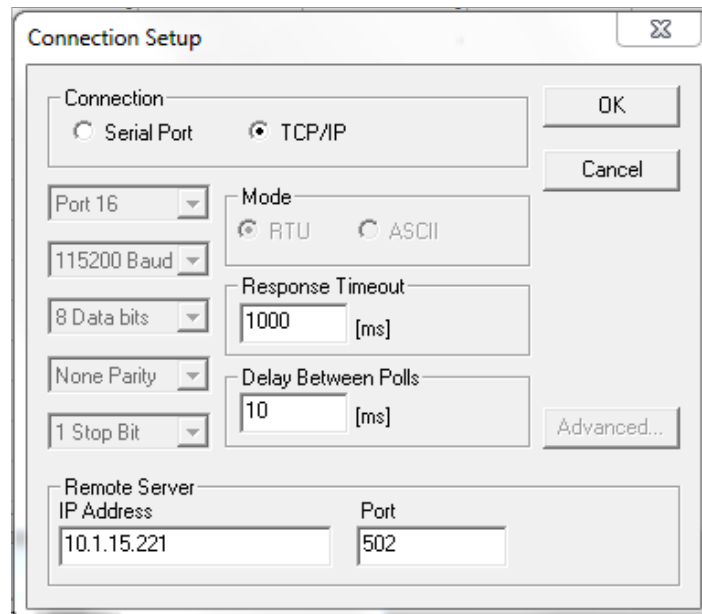 Connection Setup
Connection
Serial Port
TCP/IP
OK
Cancel
Port 16
Mode
RTU
ASCII
115200 Baud
Response Timeout
1000
[ms]
8 Data bits
None Parity
Delay Between Polls
10
[ms]
1 Stop Bit
Advanced...
Remote Server
IP Address
Port
10.1.15.221
502